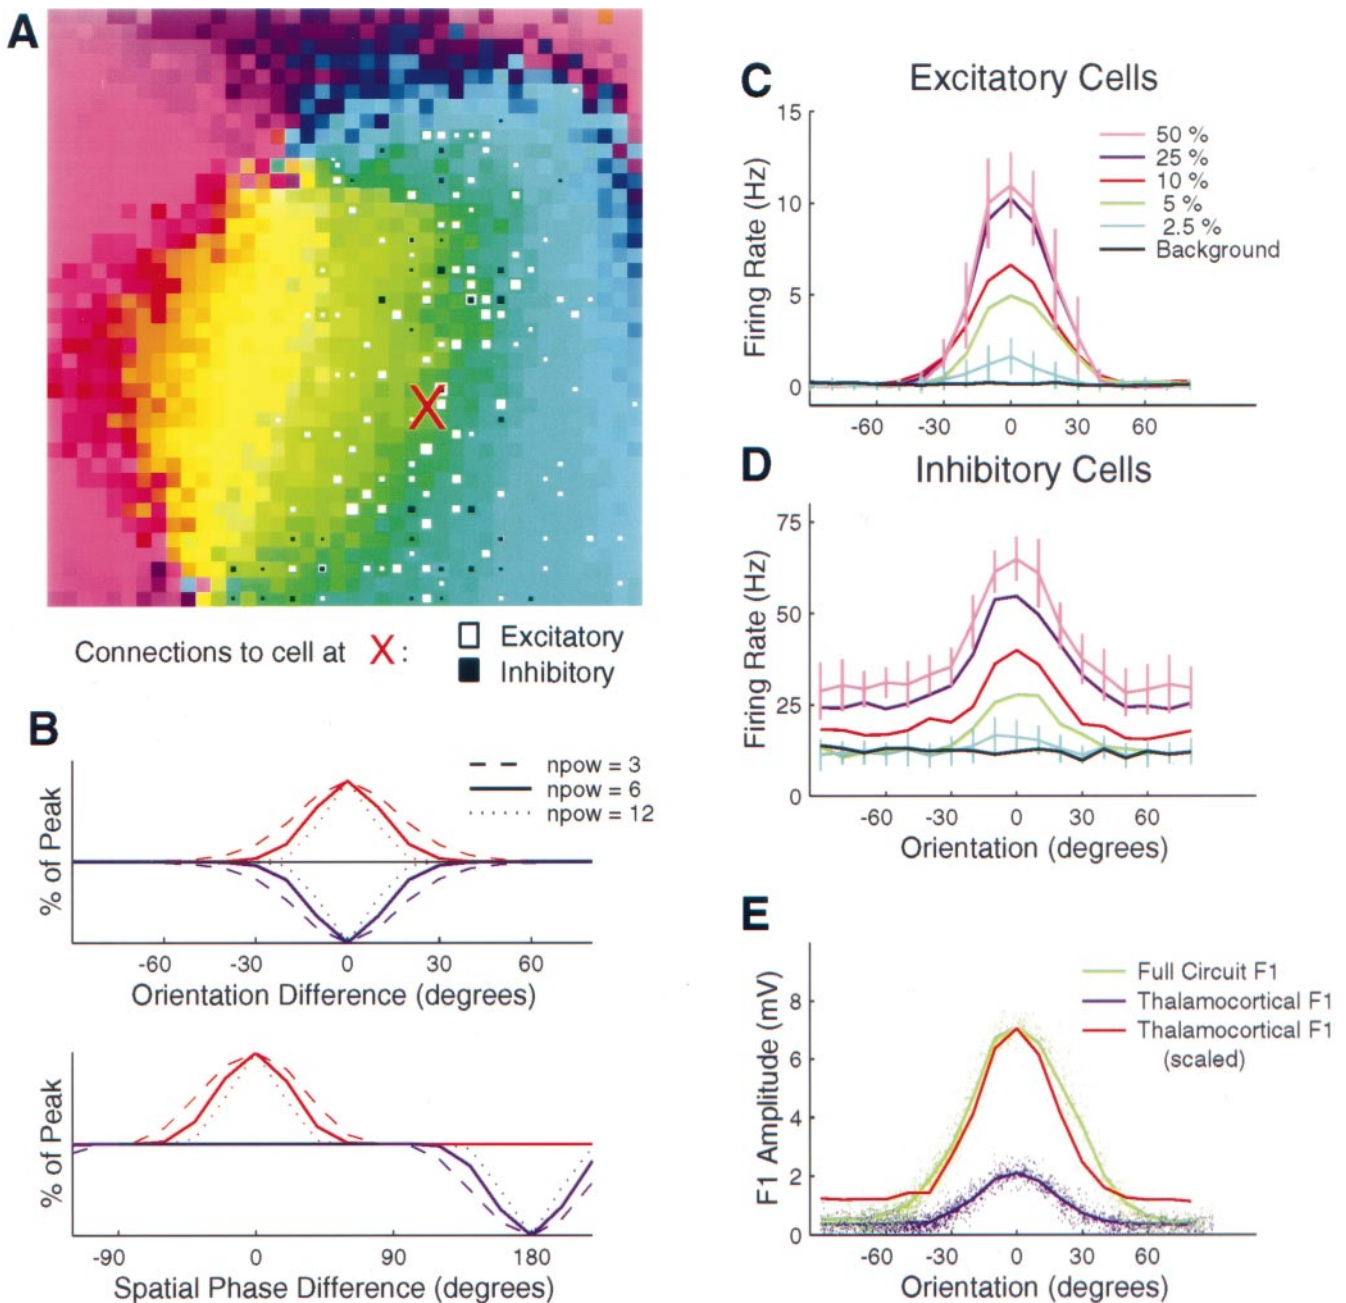 A
Connections to cell at X :
Excitatory
Inhibitory
B
npow = 3
npow = 6
npow = 12
% of Peak
-60 -30 0 30 60
Orientation Difference (degrees)
% of Peak
-90 0 90 180
Spatial Phase Difference (degrees)
C
Excitatory Cells
15
10
5
0
Firing Rate (Hz)
50 %
25 %
10 %
5 %
2.5 %
Background
-60 -30 0 30 60
D
Inhibitory Cells
75
50
25
0
Firing Rate (Hz)
-60 -30 0 30 60
Orientation (degrees)
E
8
6
4
2
0
F1 Amplitude (mV)
Full Circuit F1
Thalamocortical F1
Thalamocortical F1
(scaled)
-60 -30 0 30 60
Orientation (degrees)